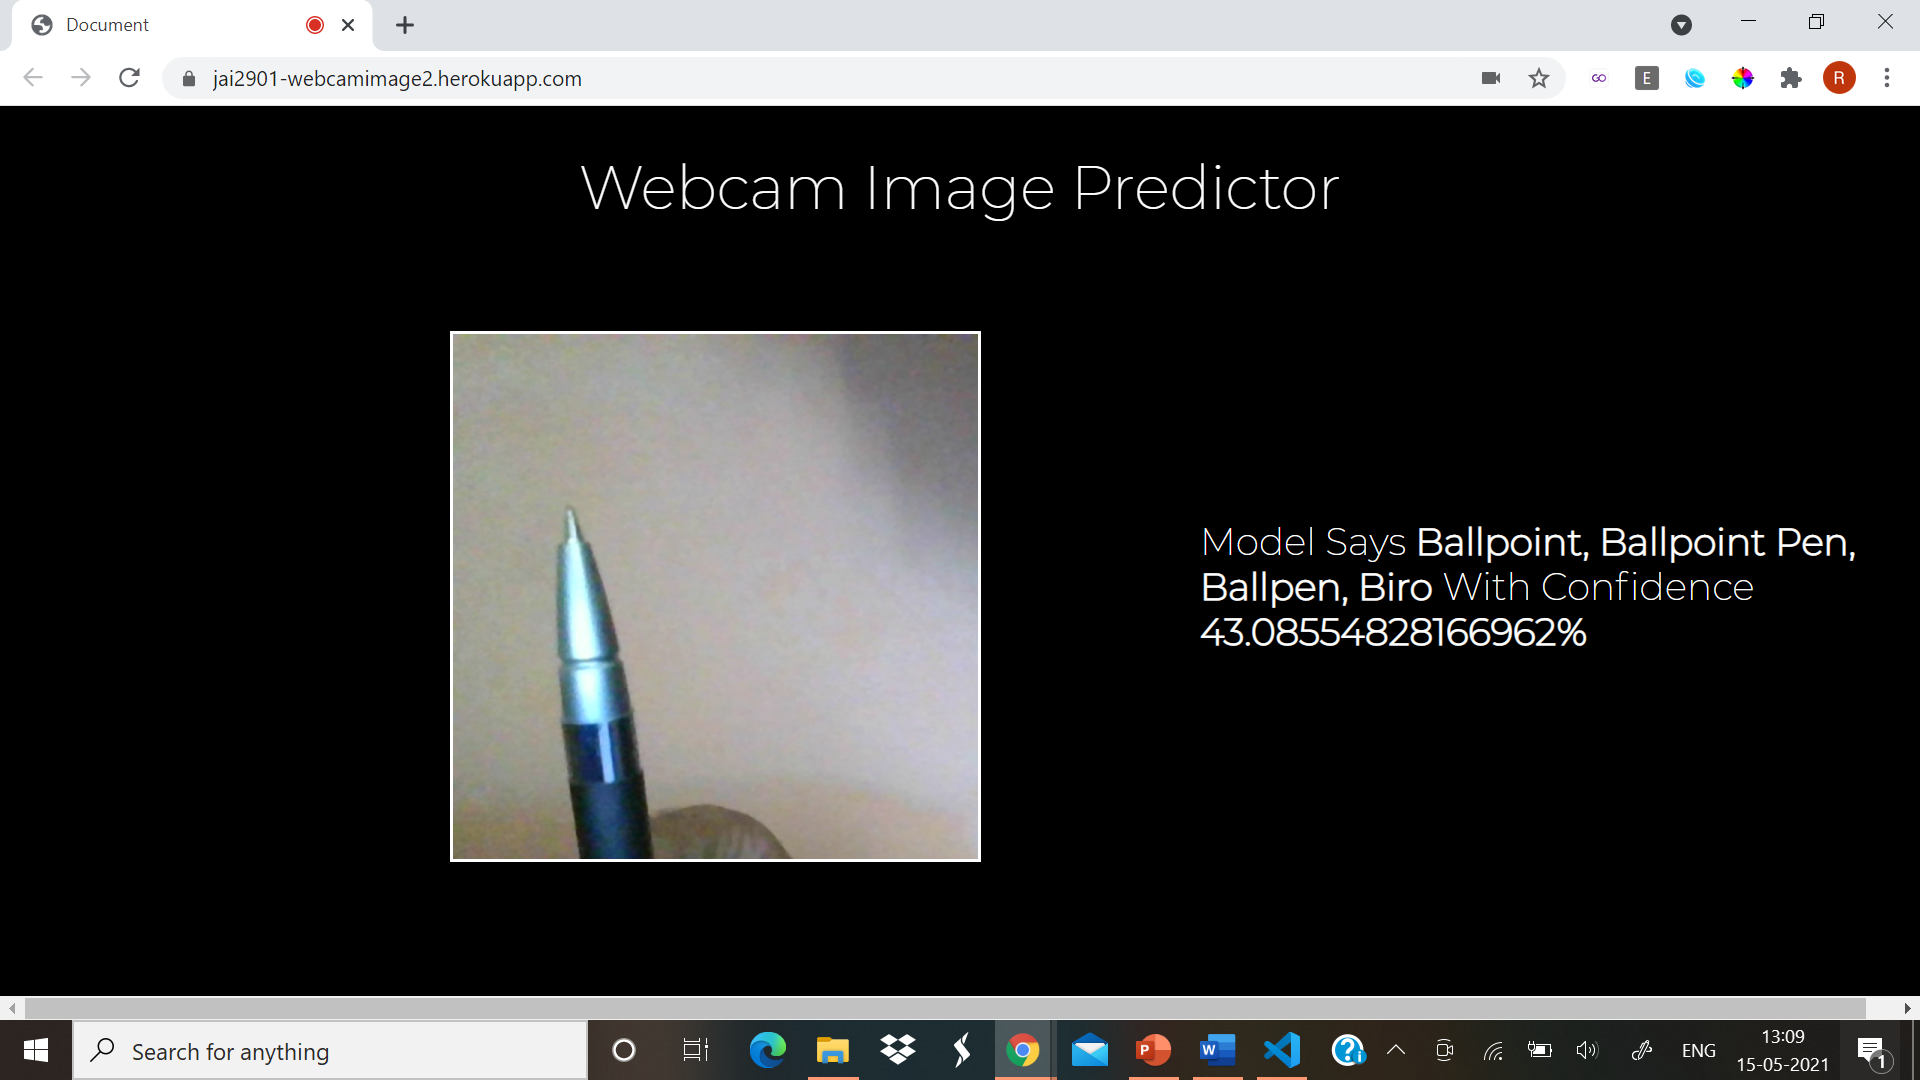 Document
jai2901-webcamimage2.herokuapp.com
E
R
Webcam Image Predictor
Model Says Ballpoint, Ballpoint Pen,
Ballpen, Biro With Confidence
43.08554828166962%
Search for anything
P
W
ENG
13:09
15-05-2021
1